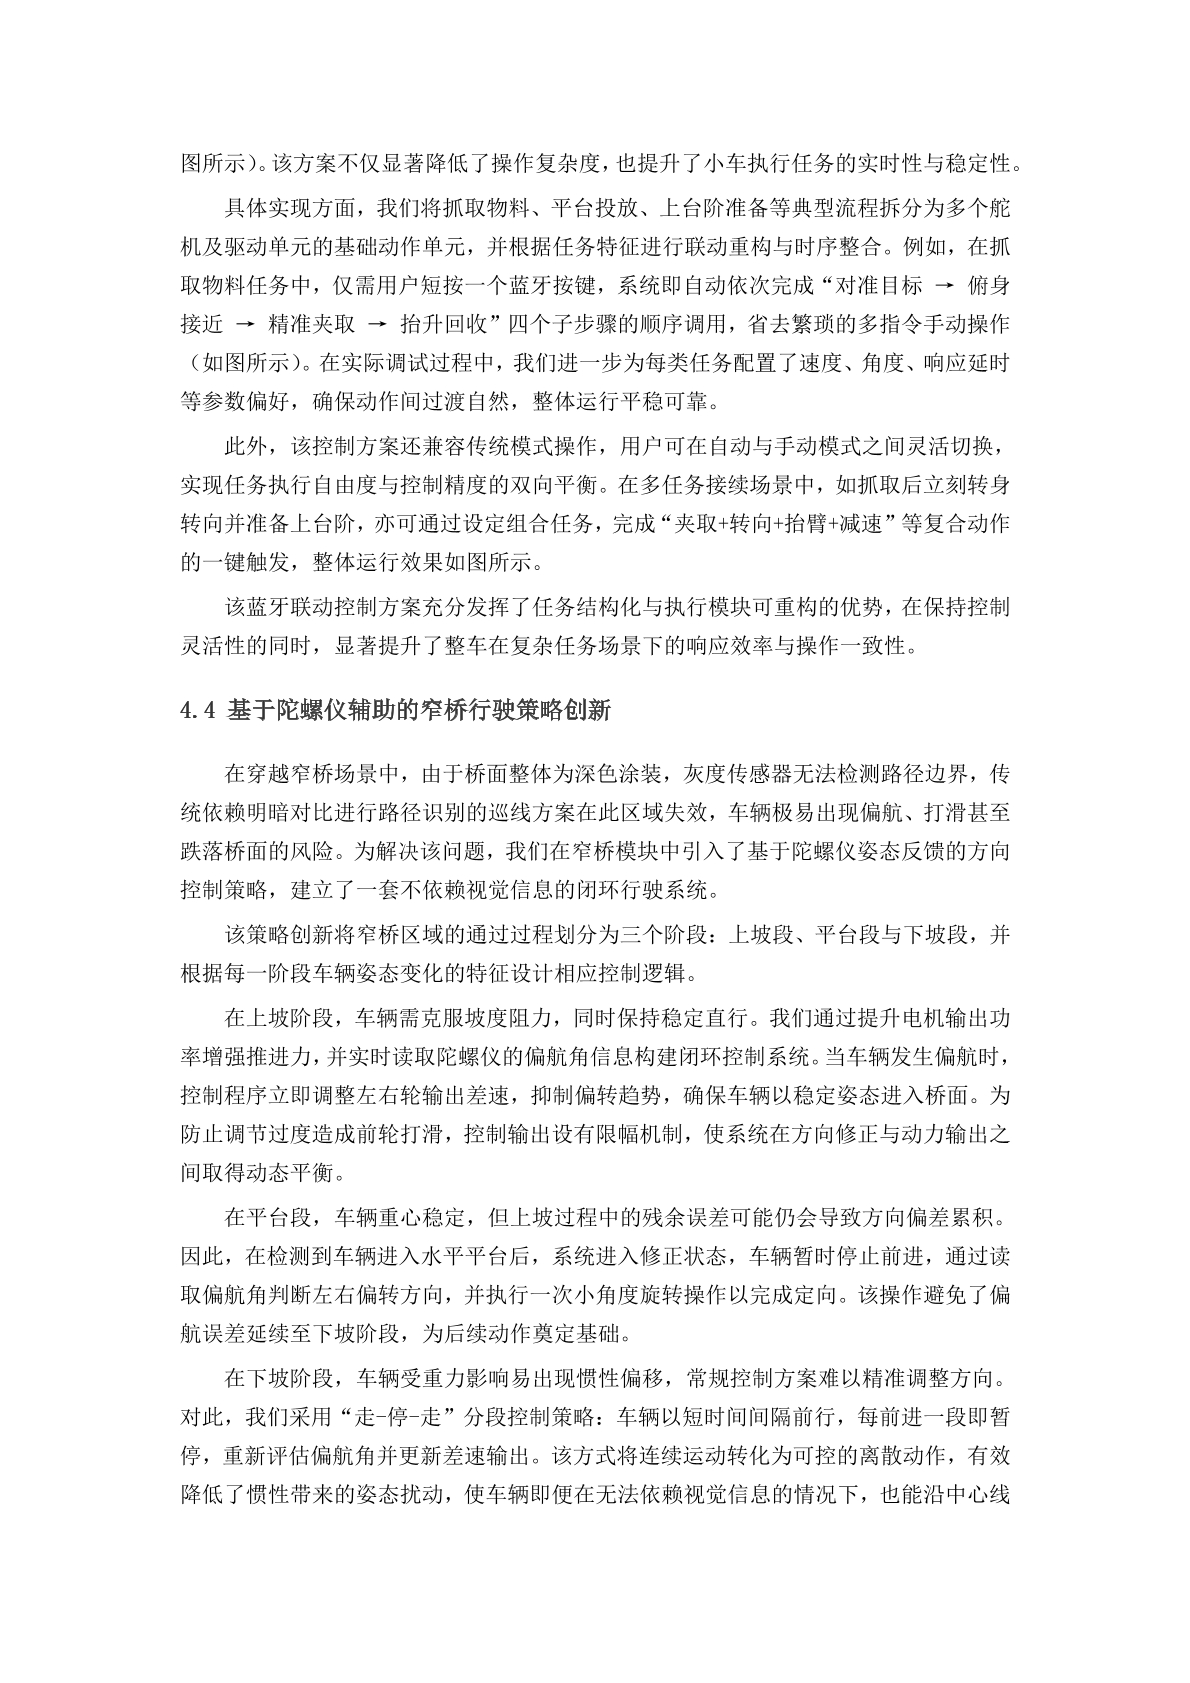 图所示）。该方案不仅显著降低了操作复杂度，也提升了小车执行任务的实时性与稳定性。
具体实现方面，我们将抓取物料、平台投放、上台阶准备等典型流程拆分为多个舵
机及驱动单元的基础动作单元，并根据任务特征进行联动重构与时序整合。例如，在抓
取物料任务中，仅需用户短按一个蓝牙按键，系统即自动依次完成“对准目标 → 俯身
接近 → 精准夹取 → 抬升回收”四个子步骤的顺序调用，省去繁琐的多指令手动操作
（如图所示）。在实际调试过程中，我们进一步为每类任务配置了速度、角度、响应延时
等参数偏好，确保动作间过渡自然，整体运行平稳可靠。
此外，该控制方案还兼容传统模式操作，用户可在自动与手动模式之间灵活切换，
实现任务执行自由度与控制精度的双向平衡。在多任务接续场景中，如抓取后立刻转身
转向并准备上台阶，亦可通过设定组合任务，完成“夹取+转向+抬臂+减速”等复合动作
的一键触发，整体运行效果如图所示。
该蓝牙联动控制方案充分发挥了任务结构化与执行模块可重构的优势，在保持控制
灵活性的同时，显著提升了整车在复杂任务场景下的响应效率与操作一致性。
4.4 基于陀螺仪辅助的窄桥行驶策略创新
在穿越窄桥场景中，由于桥面整体为深色涂装，灰度传感器无法检测路径边界，传
统依赖明暗对比进行路径识别的巡线方案在此区域失效，车辆极易出现偏航、打滑甚至
跌落桥面的风险。为解决该问题，我们在窄桥模块中引入了基于陀螺仪姿态反馈的方向
控制策略，建立了一套不依赖视觉信息的闭环行驶系统。
该策略创新将窄桥区域的通过过程划分为三个阶段：上坡段、平台段与下坡段，并
根据每一阶段车辆姿态变化的特征设计相应控制逻辑。
在上坡阶段，车辆需克服坡度阻力，同时保持稳定直行。我们通过提升电机输出功
率增强推进力，并实时读取陀螺仪的偏航角信息构建闭环控制系统。当车辆发生偏航时，
控制程序立即调整左右轮输出差速，抑制偏转趋势，确保车辆以稳定姿态进入桥面。为
防止调节过度造成前轮打滑，控制输出设有限幅机制，使系统在方向修正与动力输出之
间取得动态平衡。
在平台段，车辆重心稳定，但上坡过程中的残余误差可能仍会导致方向偏差累积。
因此，在检测到车辆进入水平平台后，系统进入修正状态，车辆暂时停止前进，通过读
取偏航角判断左右偏转方向，并执行一次小角度旋转操作以完成定向。该操作避免了偏
航误差延续至下坡阶段，为后续动作奠定基础。
在下坡阶段，车辆受重力影响易出现惯性偏移，常规控制方案难以精准调整方向。
对此，我们采用“走-停-走”分段控制策略：车辆以短时间间隔前行，每前进一段即暂
停，重新评估偏航角并更新差速输出。该方式将连续运动转化为可控的离散动作，有效
降低了惯性带来的姿态扰动，使车辆即便在无法依赖视觉信息的情况下，也能沿中心线